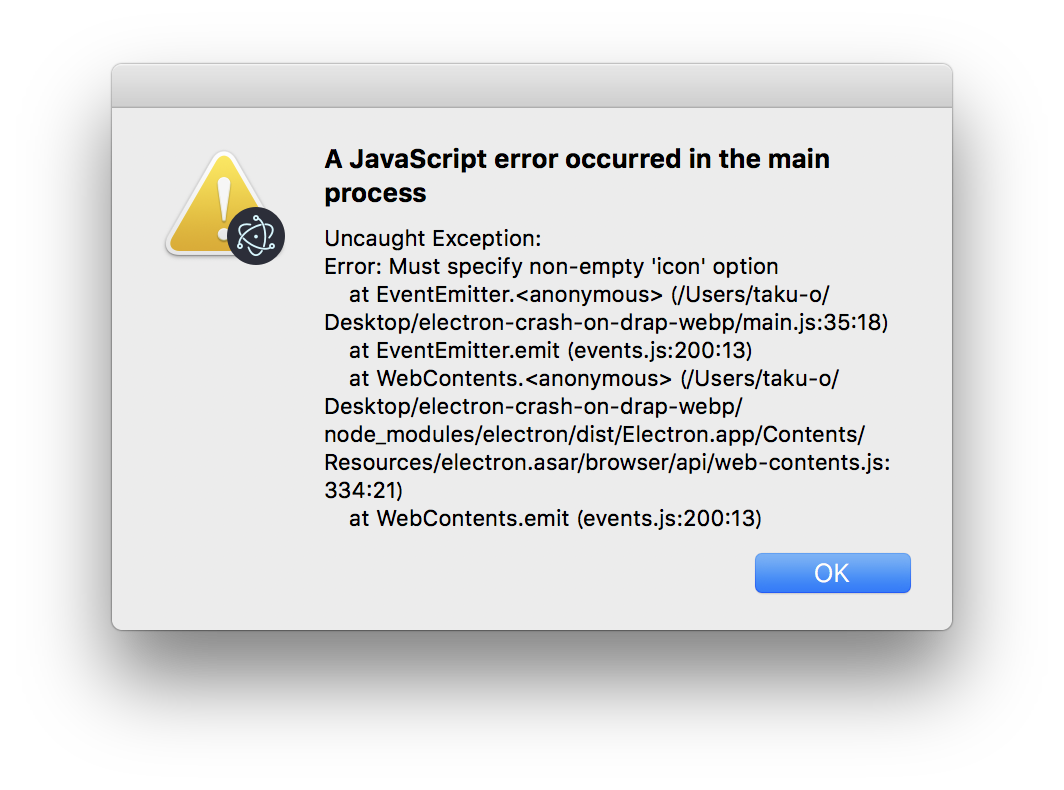 A JavaScript error occurred in the main
process
Uncaught Exception:
Error: Must specify non-empty 'icon' option
at EventEmitter.<anonymous> (/Users/taku-o/
Desktop/electron-crash-on-drap-webp/main.js:35:18)
at EventEmitter.emit (events.js:200:13)
at WebContents.<anonymous> (/Users/taku-o/
Desktop/electron-crash-on-drap-webp/
node_modules/electron/dist/Electron.app/Contents/
Resources/electron.asar/browser/api/web-contents.js:
334:21)
at WebContents.emit (events.js:200:13)
OK